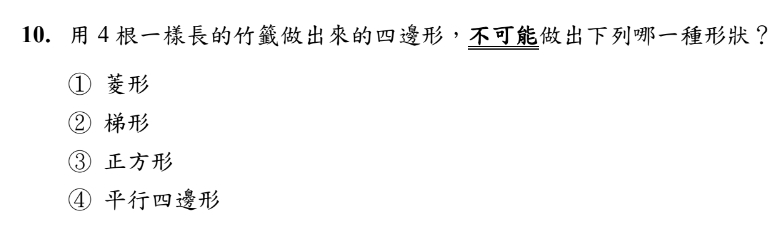 10. 用 4 根一樣長的竹籤做出來的四邊形，不可能做出下列哪一種形狀？
① 菱形
② 梯形
③ 正方形
④ 平行四邊形